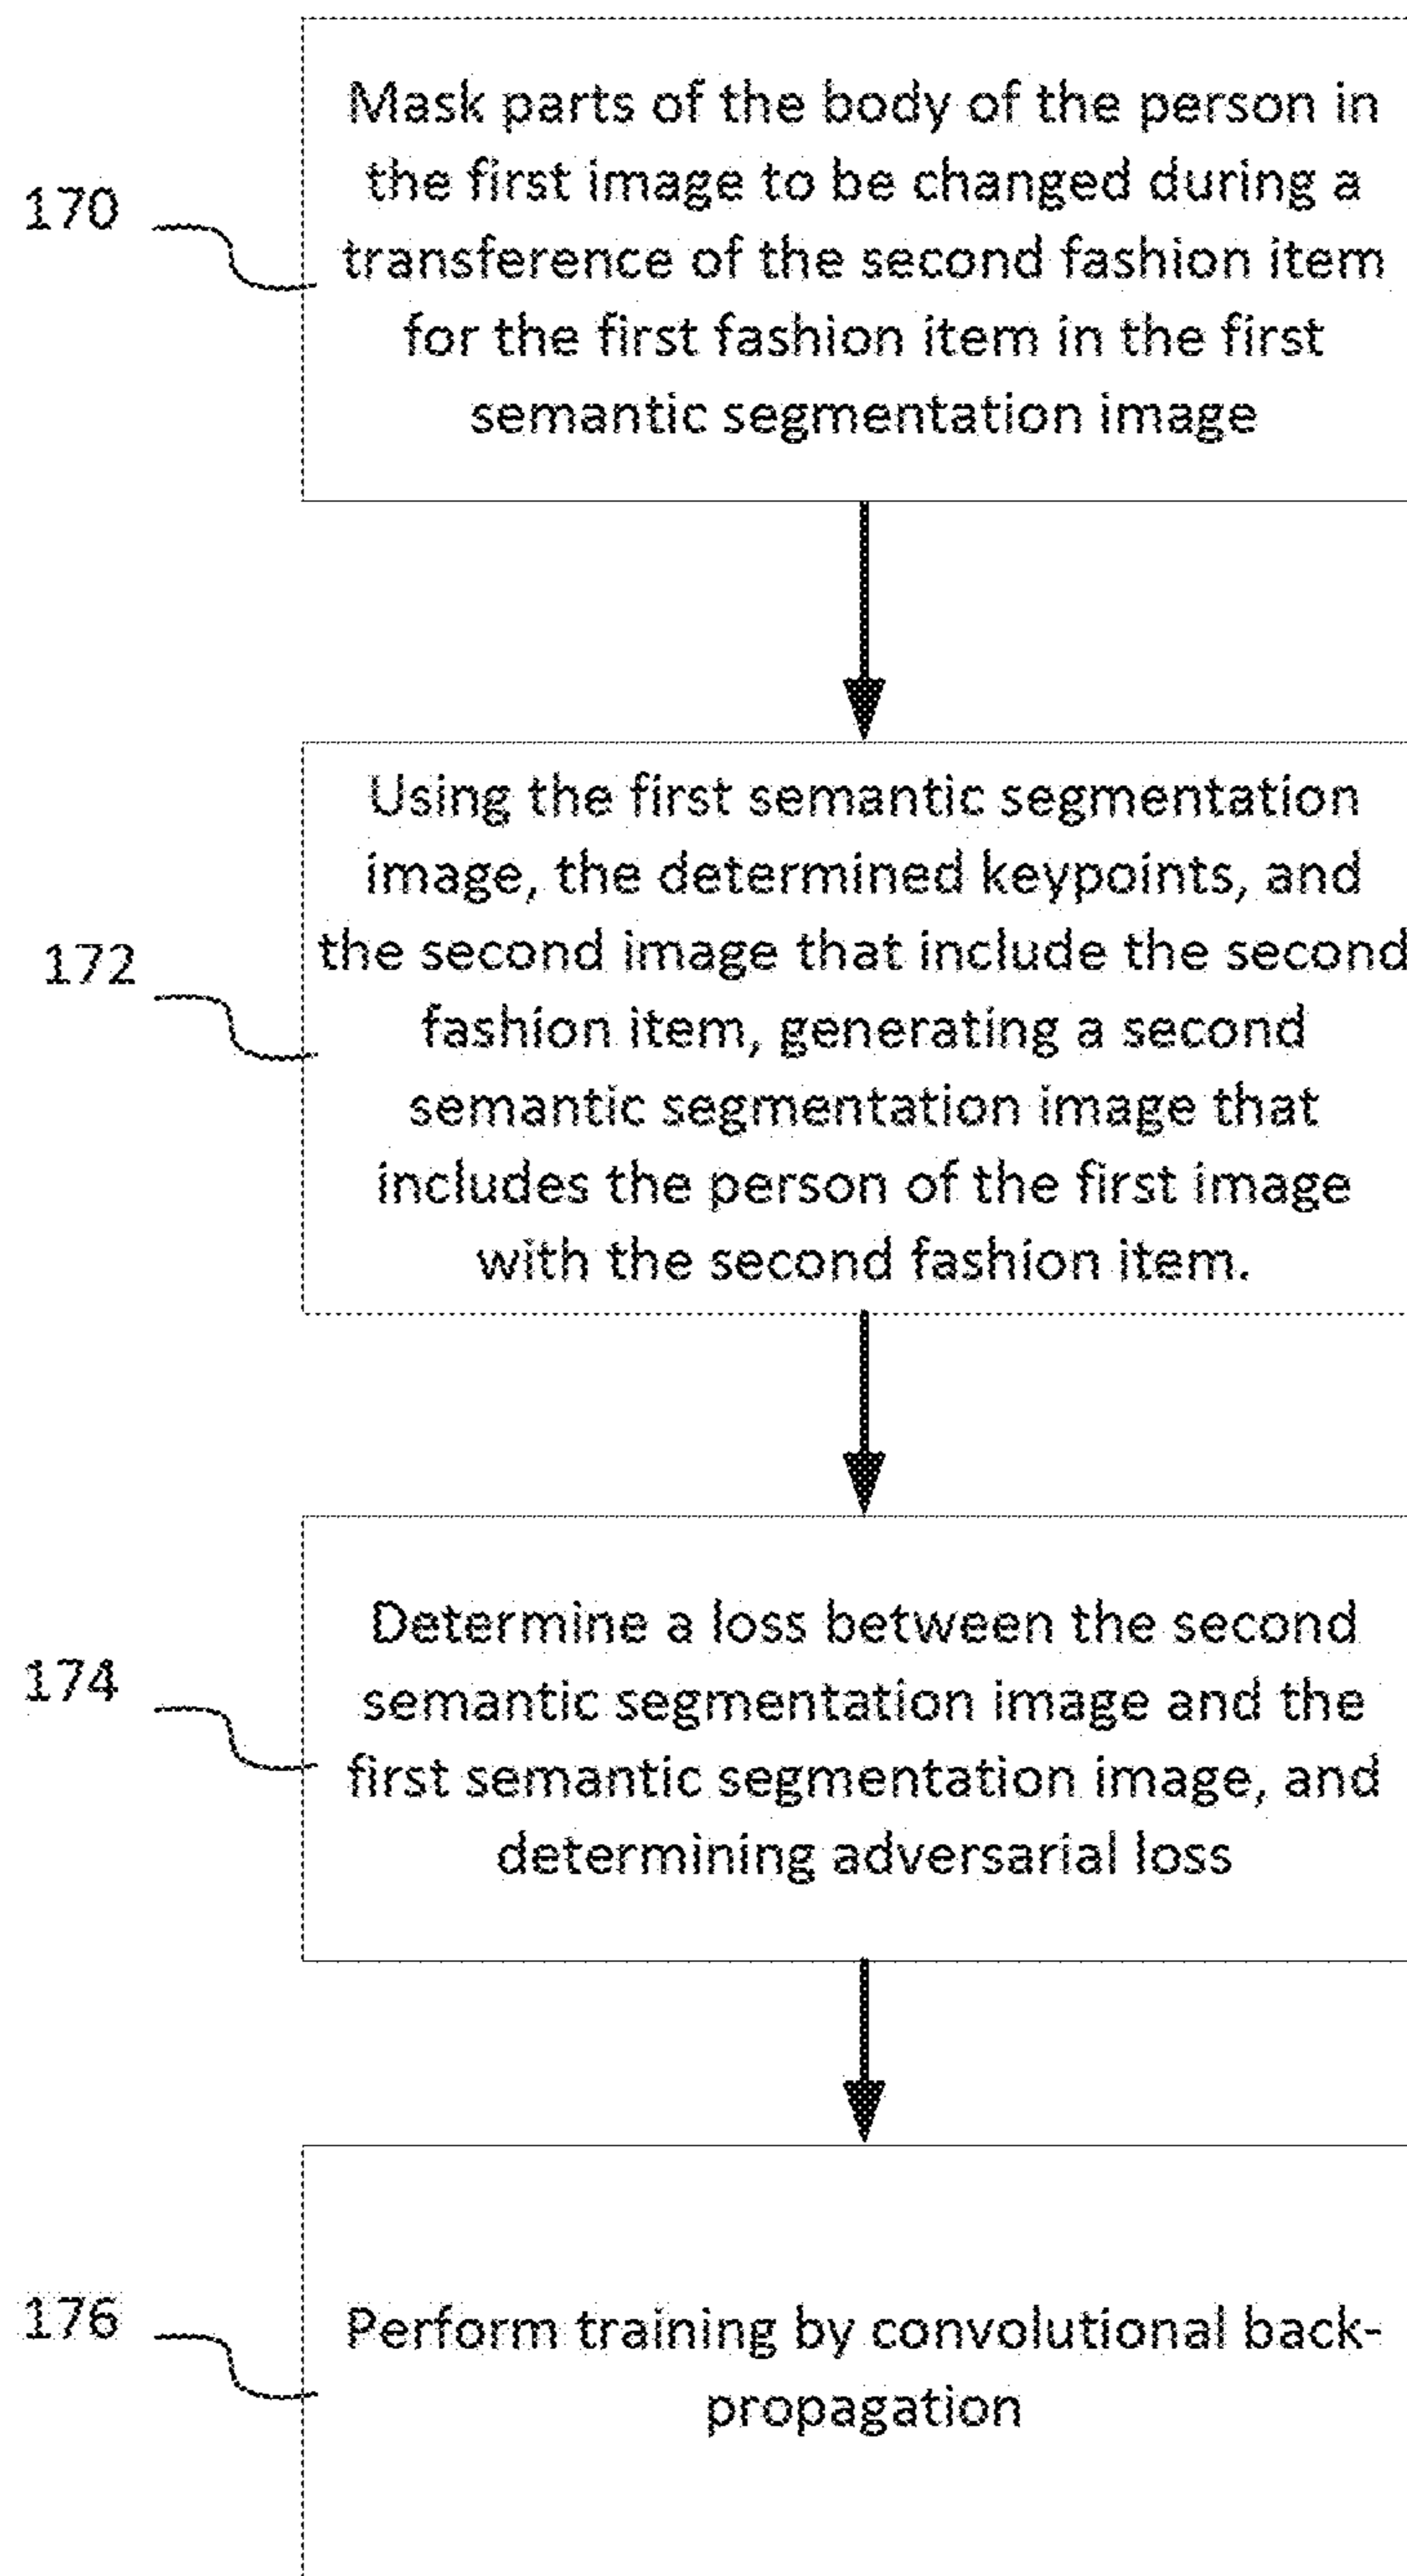 Mask parts of the body of the person in
the first image to be changed during a
170
transference of the second fashion item
for the first fashion item in the first
semantic segmentation image
Using the first semantic segmentation
image, the determined keypoints, and
172
the second image that include the second
fashion item, generating a second
semantic segmentation image that
includes the person of the first image
with the second fashion item.
Determine a loss between the second
174
semantic segmentation image and the
first semantic segmentation image, and
determining adversarial loss
176
Perform training by convolutional back-
propagation